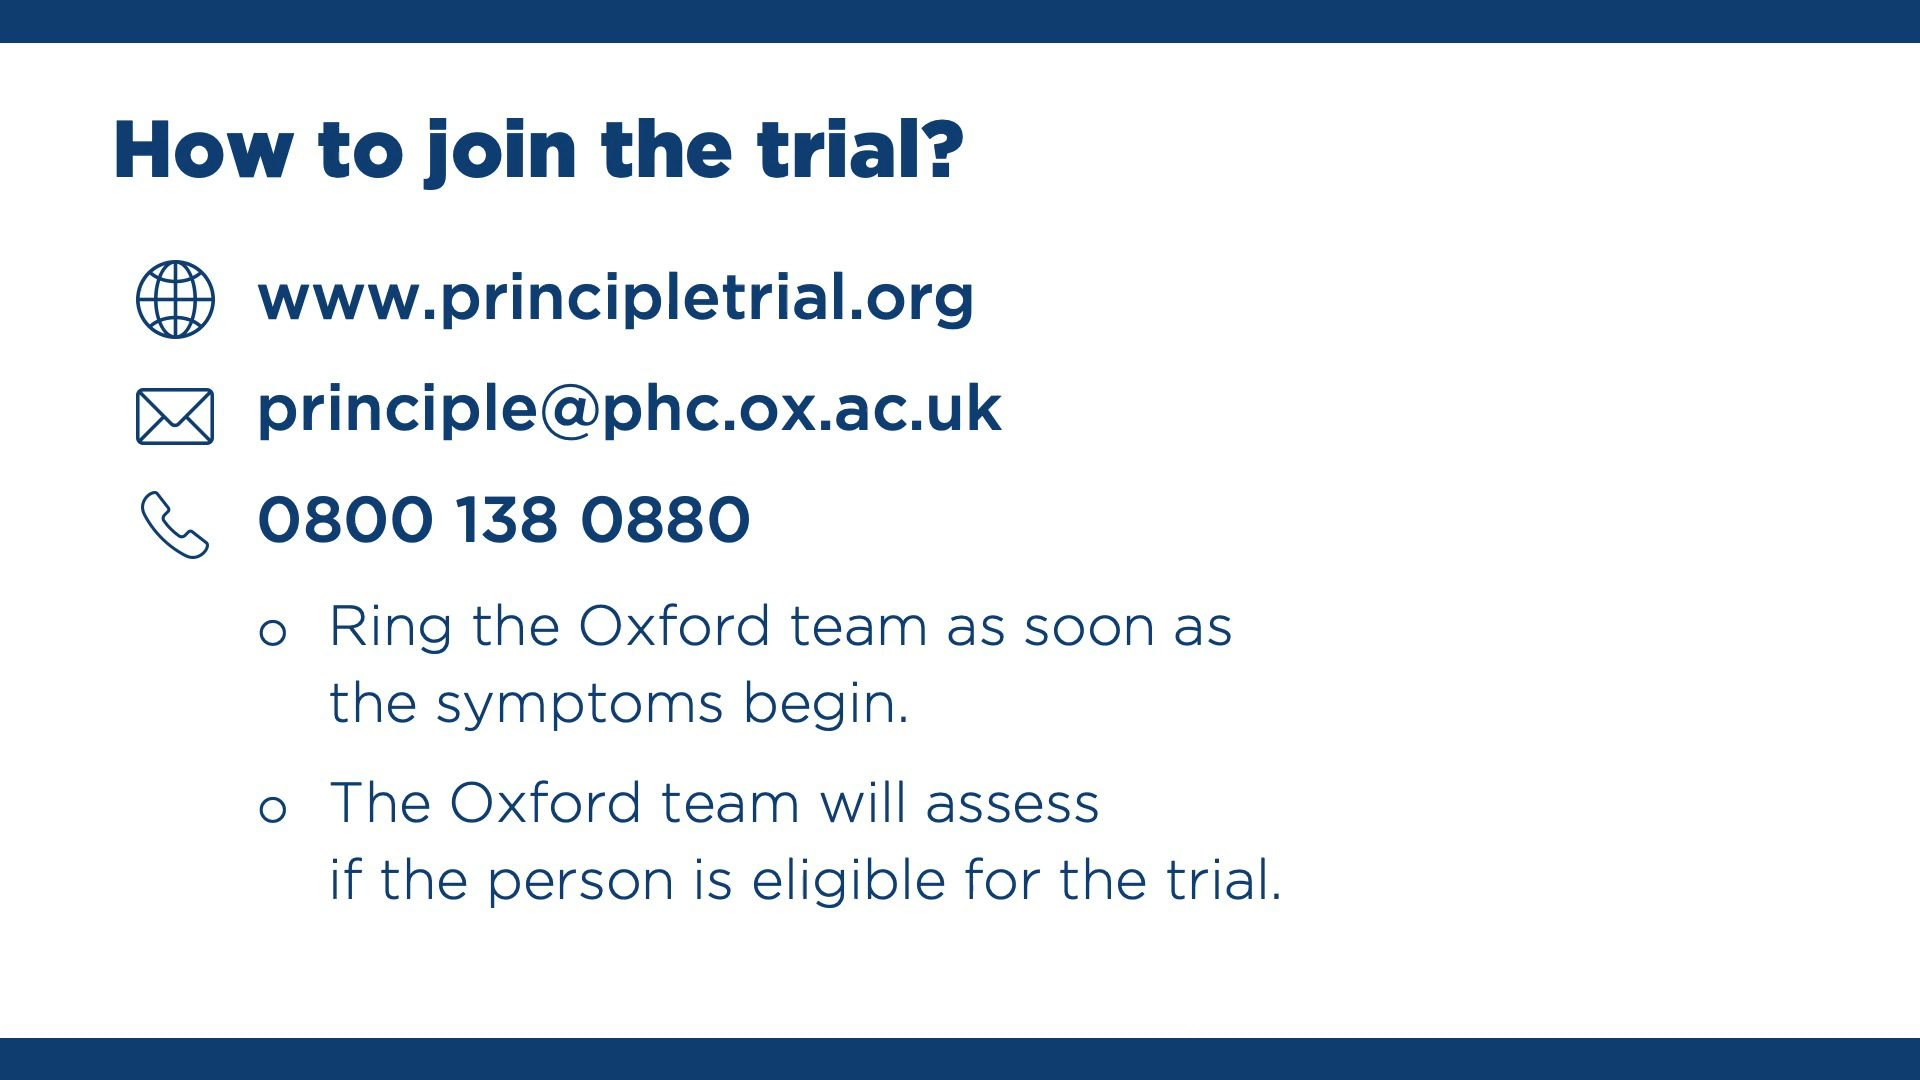 How to join the trial?
www.principletrial.org
principle@phc.ox.ac.uk
0800 138 0880
o Ring the Oxford team as soon as
the symptoms begin.
o The Oxford team will assess
if the person is eligible for the trial.